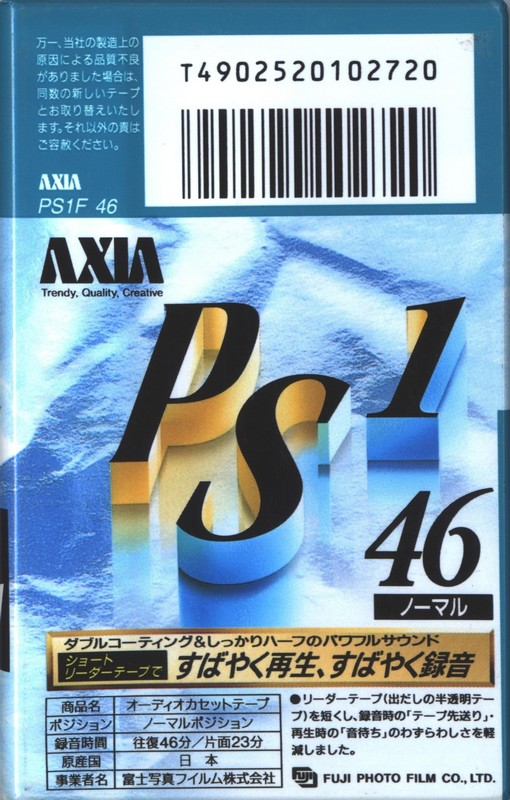 万一、当社の製造上の
原因による品質不良
がありました場合は、
同数の新しいテープ
とお取り替えいたし
ます。それ以外の責は
ご容赦ください。
T4902520102720
AXIA
PS1F 46
AXIA
Trendy, Quality, Creative
PS1
46
ノーマル
ダブルコーティング&しっかりハーフのパワフルサウンド
ショート
リーダーテープで
すばやく再生、すばやく録音
商品名 オーディオカセットテープ
ポジション ノーマルポジション
録音時間 往復46分/片面23分
原産国 日本
事業者名 富士写真フイルム株式会社
●リーダーテープ(出だしの半透明テー
プ)を短くし、録音時の「テープ先送り」・
再生時の「音待ち」のわずらわしさを軽
減しました。
FUJI PHOTO FILM CO., LTD.